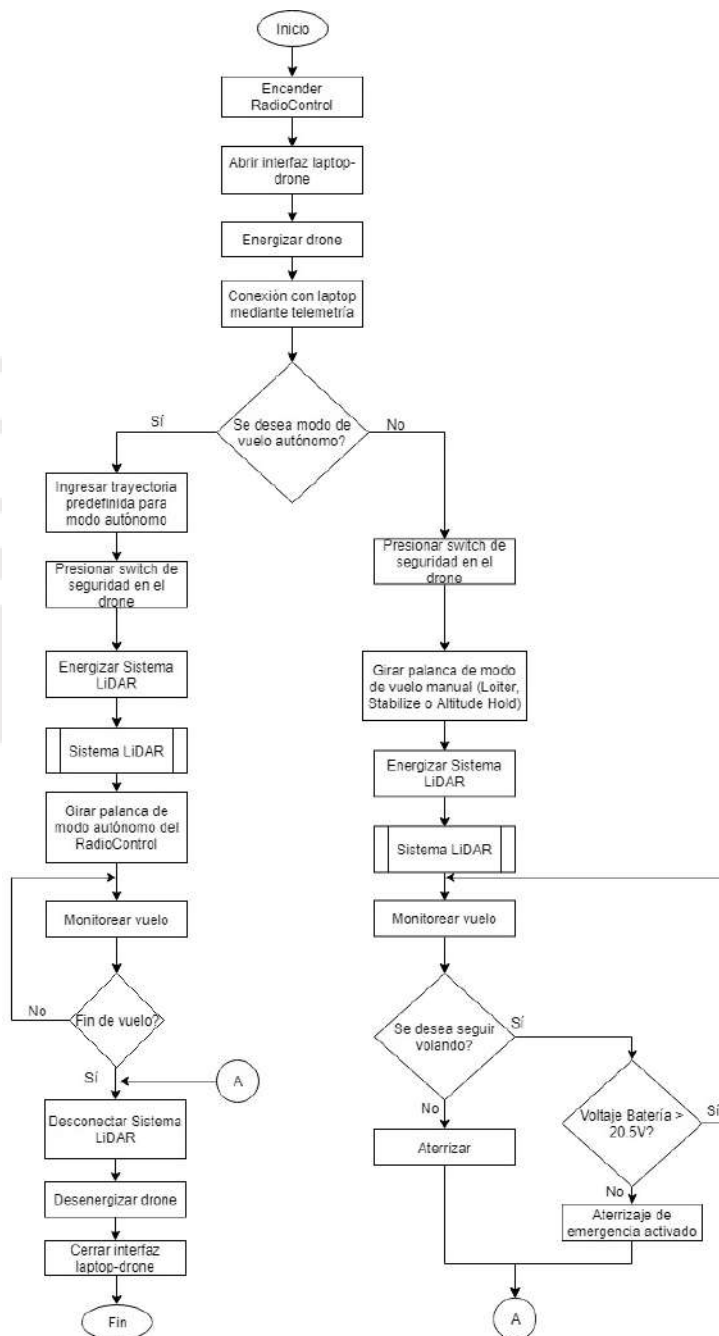 Inicio
Encender
RadioControl
Abrir interfaz laptop-
drone
Energizar drone
Conexión con laptop
mediante telemetría
Se desea modo de
vuelo autónomo?
Sí
No
Ingresar trayectoria
predefinida para
modo autónomo
Presionar switch de
seguridad en el
drone
Energizar Sistema
LiDAR
Sistema LiDAR
Girar palanca de
modo autónomo del
RadioControl
Monitorear vuelo
Fin de vuelo?
No
Sí
A
Desconectar Sistema
LiDAR
Desenergizar drone
Cerrar interfaz
laptop-drone
Fin
Presionar switch de
seguridad en el
drone
Girar palanca de modo
de vuelo manual (Loiter,
Stabilize o Altitude Hold)
Energizar Sistema
LiDAR
Sistema LiDAR
Monitorear vuelo
Se desea seguir
volando?
Sí
No
Aterrizar
Voltaje Batería >
20.5V?
Sí
No
Aterrizaje de
emergencia activado
A